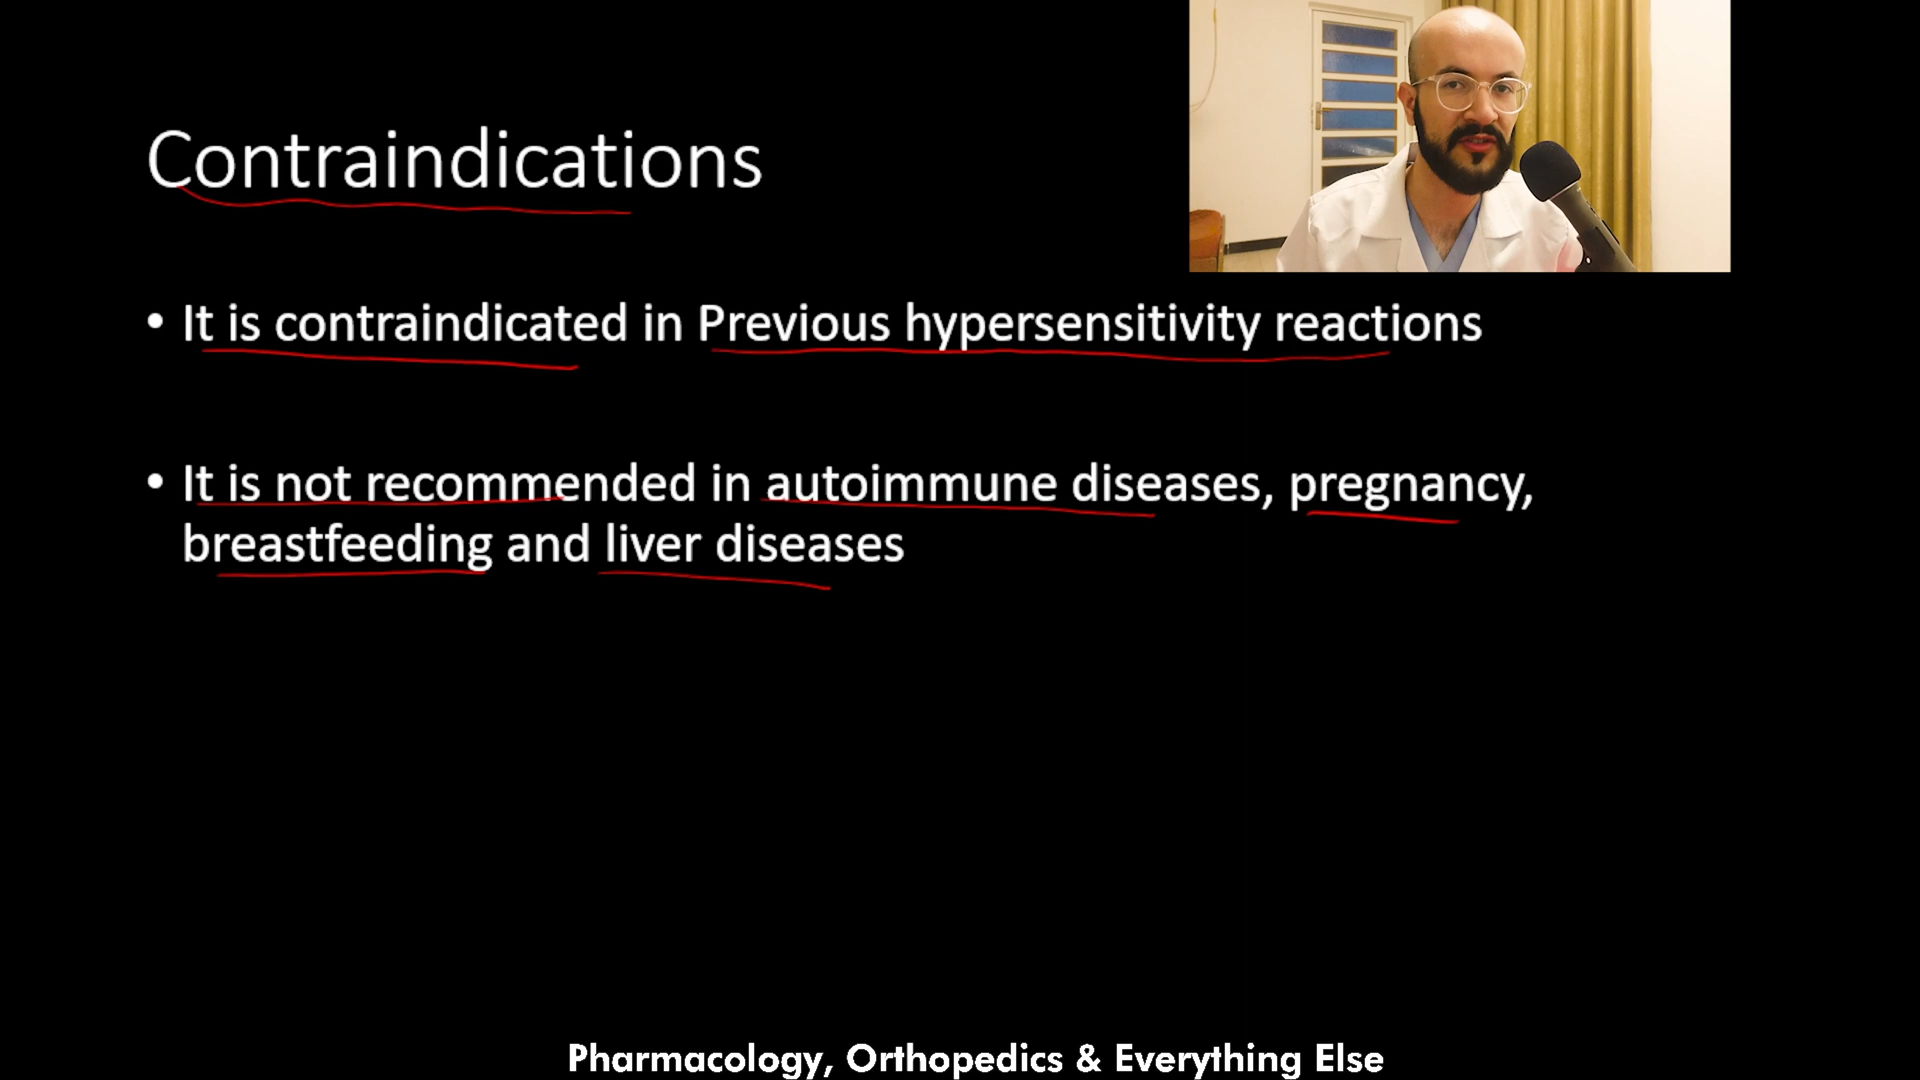 Contraindications
• It is contraindicated in Previous hypersensitivity reactions
• It is not recommended in autoimmune diseases, pregnancy,
breastfeeding and liver diseases
Pharmacology, Orthopedics & Everything Else